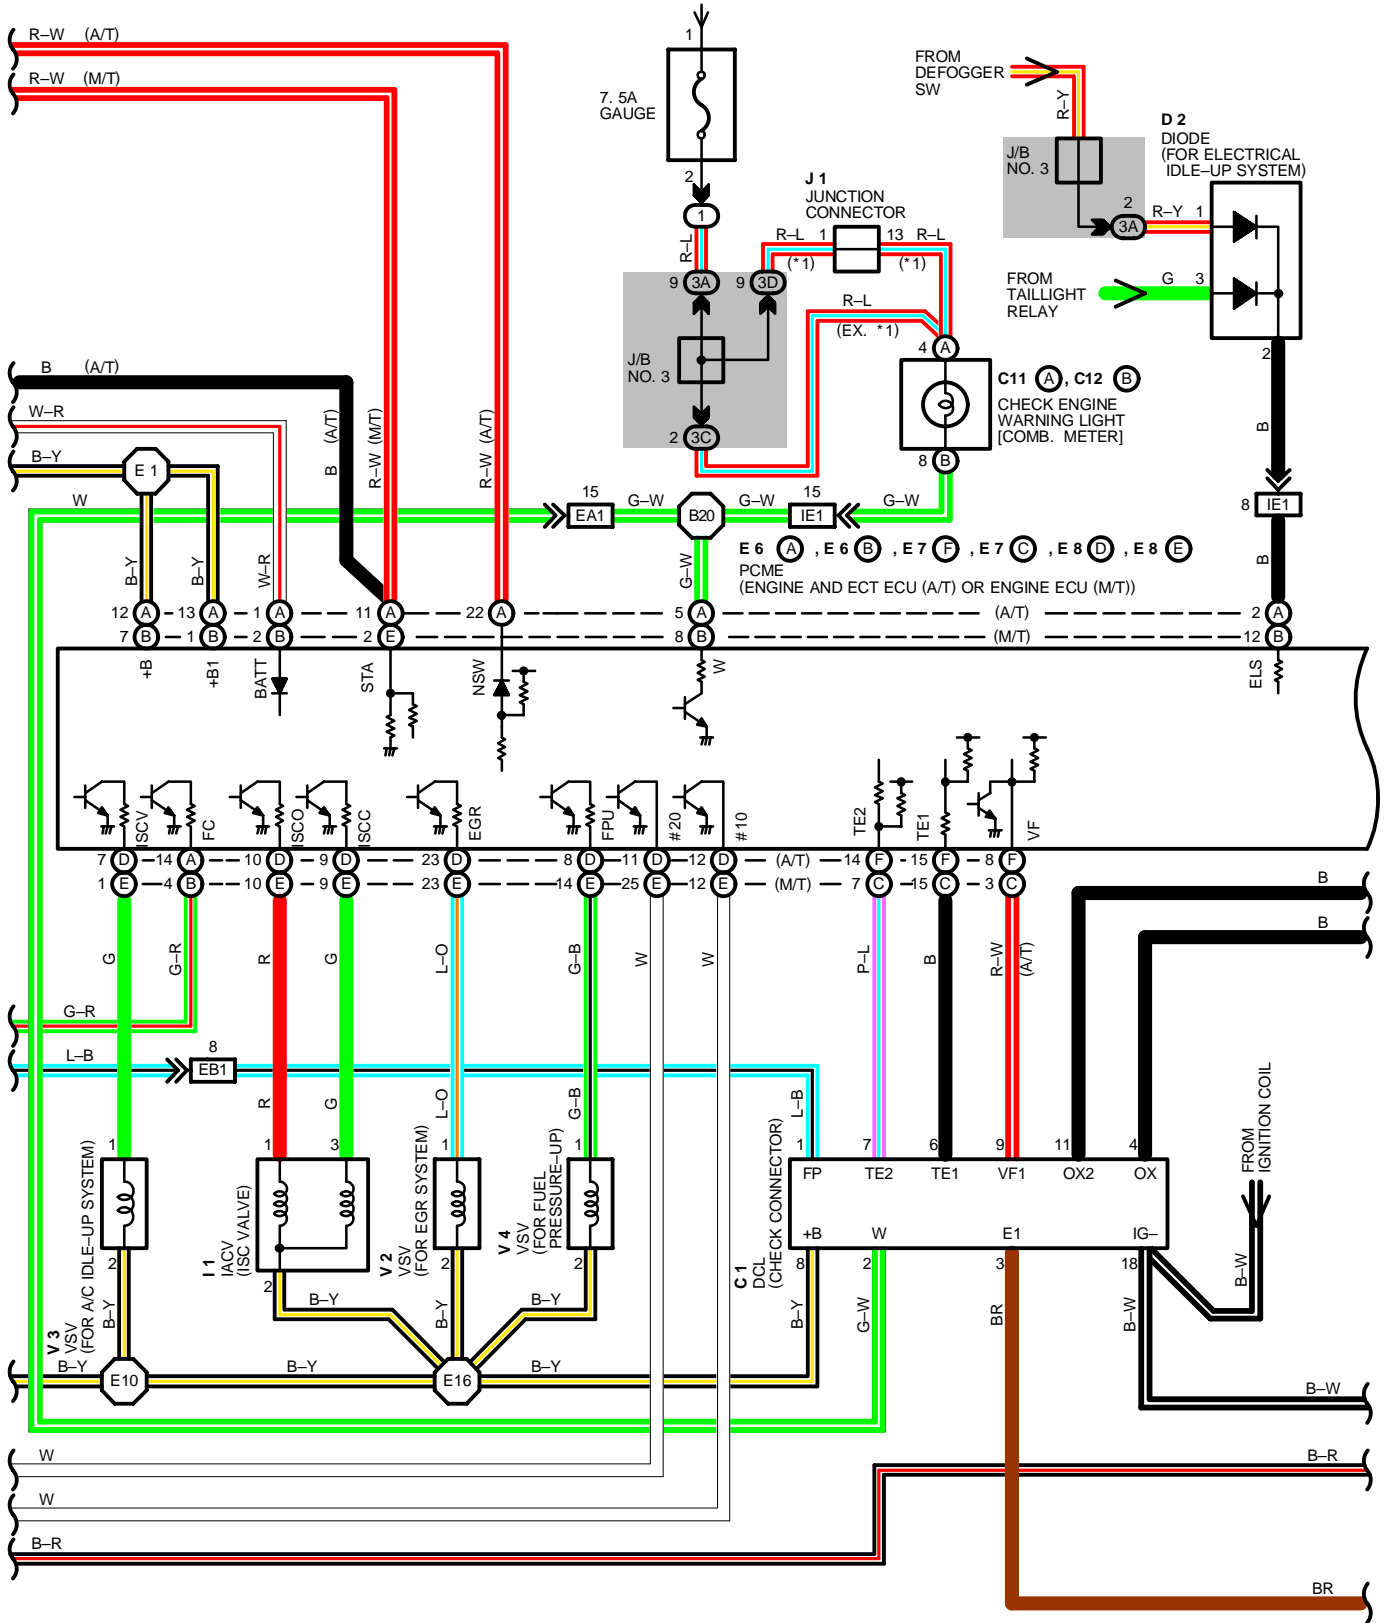 R–W (A/T)
R–W (M/T)
1
7. 5A
GAUGE
2
1
R–L
9 3A
9 3D
J/B
NO. 3
2 3C
J 1
JUNCTION
CONNECTOR
R–L 1
(*1)
13 R–L
(*1)
R–L
(EX. *1)
FROM
DEFOGGER
SW
R–Y
J/B
NO. 3
2
3A
R–Y 1
D 2
DIODE
(FOR ELECTRICAL
IDLE–UP SYSTEM)
FROM
TAILLIGHT
RELAY
G 3
2
B
8 IE1
B
4 A
C11 A , C12 B
CHECK ENGINE
WARNING LIGHT
[COMB. METER]
8 B
B (A/T)
W–R
B–Y
E 1
W
B (A/T)
R–W (M/T)
R–W (A/T)
15
EA1
G–W
B20
G–W
15
IE1
G–W
B–Y
B–Y
W–R
G–W
E 6 A , E 6 B , E 7 F , E 7 C , E 8 D , E 8 E
PCME
(ENGINE AND ECT ECU (A/T) OR ENGINE ECU (M/T))
12 A 13 A 1 A 11 A 22 A 5 A (A/T) 2 A
7 B 1 B 2 B 2 E 8 B (M/T) 12 B
+B
+B1
BATT
STA
NSW
W
ELS
ISCV
FC
ISCO
ISCC
EGR
FPU
#20
#10
TE2
TE1
VF
7 D 14 A 10 D 9 D 23 D 8 D 11 D 12 D (A/T) 14 F 15 F 8 F
1 E 4 B 10 E 9 E 23 E 14 E 25 E 12 E (M/T) 7 C 15 C 3 C
G
G–R
R
G
L–O
G–B
W
W
P–L
B
R–W
(A/T)
B
B
G–R
L–B
8
EB1
R
G
L–O
G–B
L–B
FROM
IGNITION COIL
1
1
3
1
1
1
7
6
9
11
4
FP
TE2
TE1
VF1
OX2
OX
+B
W
E1
IG–
8
2
3
18
V 3
VSV
(FOR A/C IDLE–UP SYSTEM)
2
B–Y
I 1
IACV
(ISC VALVE)
2
B–Y
V 2
VSV
(FOR EGR SYSTEM)
2
B–Y
V 4
VSV
(FOR FUEL
PRESSURE–UP)
2
B–Y
C 1
DCL
(CHECK CONNECTOR)
B–Y
G–W
BR
B–W
B–W
B–Y
E10
B–Y
E16
B–Y
B–W
W
B–R
W
B–R
BR